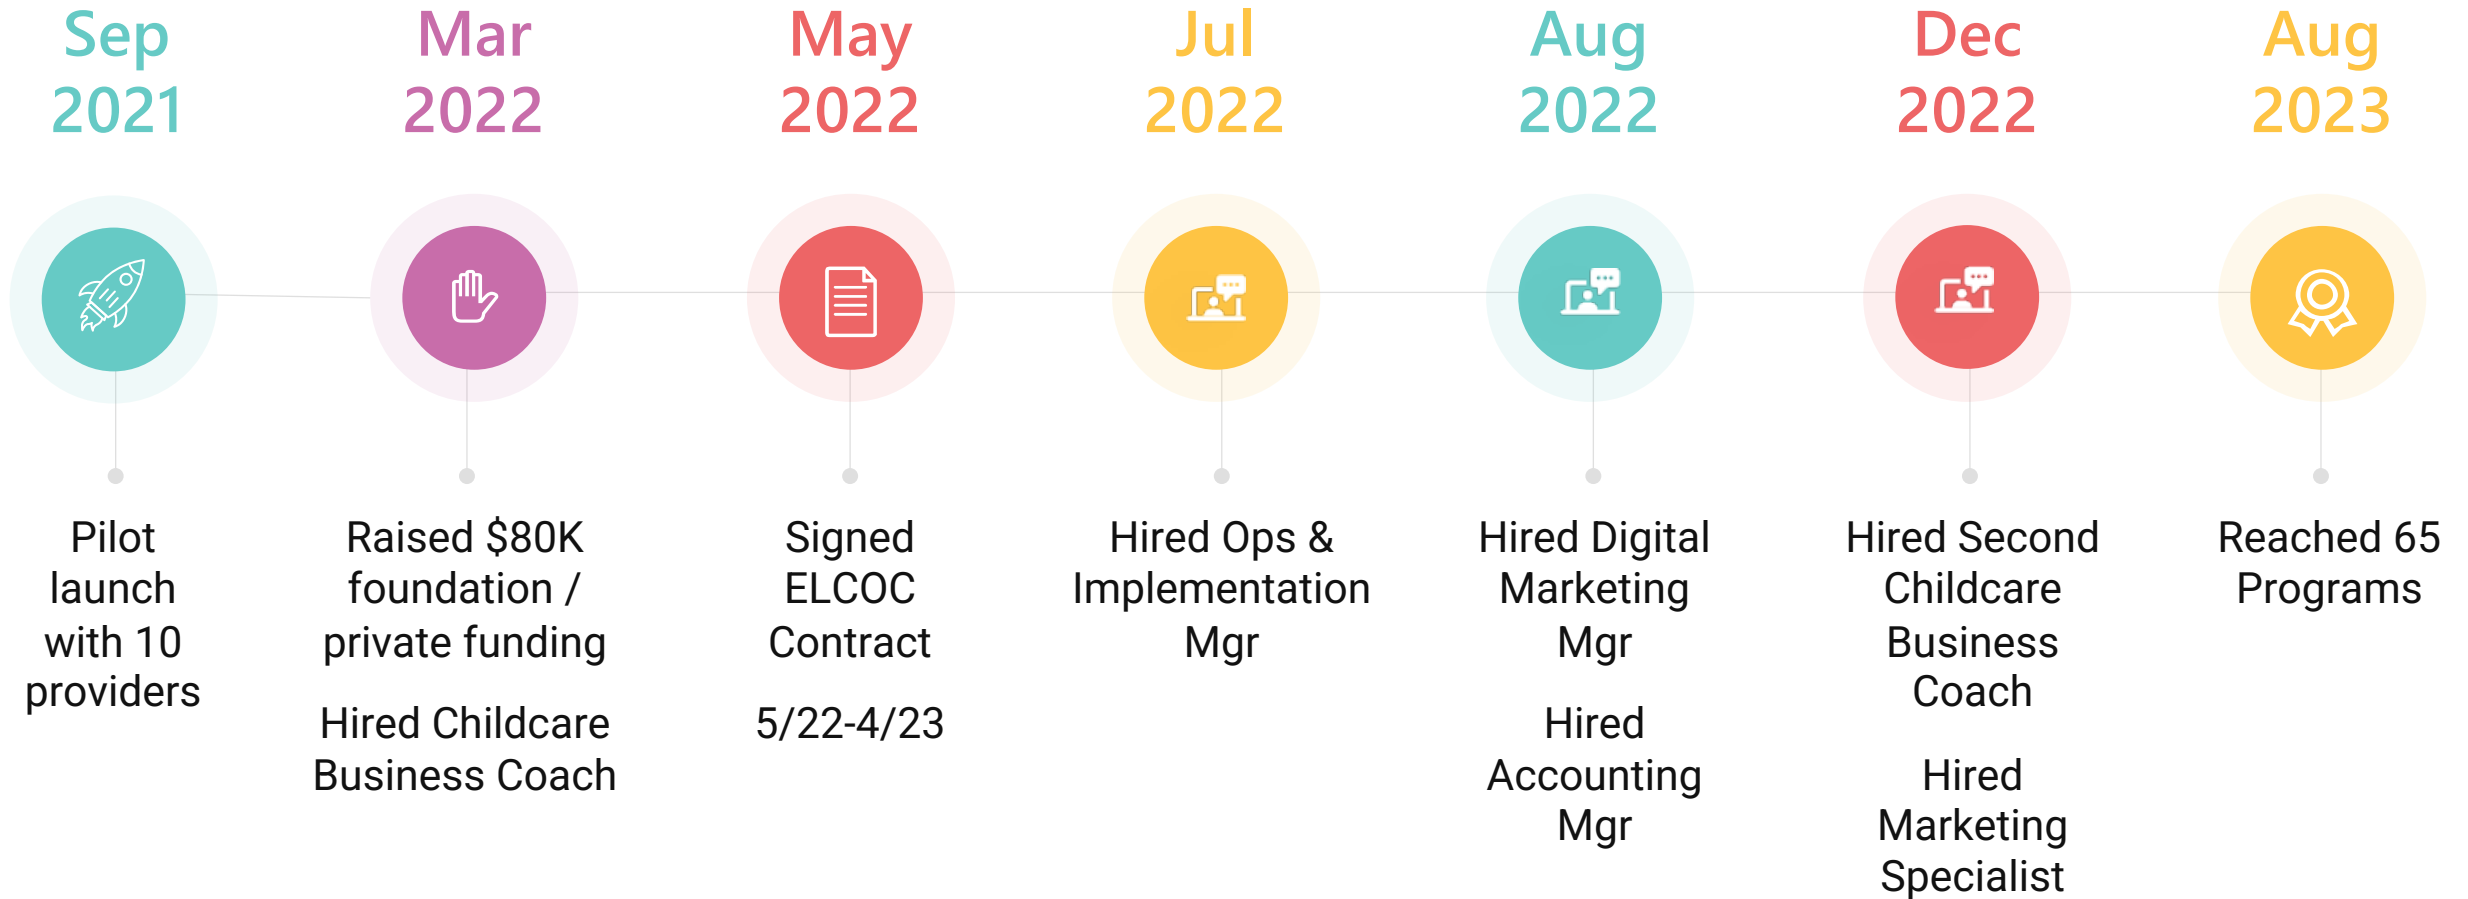 Sep
2021
Mar
2022
May
2022
Jul
2022
Aug
2022
Dec
2022
Aug
2023
Pilot
launch
with 10
providers
Raised $80K
foundation /
private funding
Hired Childcare
Business Coach
Signed
ELCOC
Contract
5/22-4/23
Hired Ops &
Implementation
Mgr
Hired Digital
Marketing
Mgr
Hired
Accounting
Mgr
Hired Second
Childcare
Business
Coach
Hired
Marketing
Specialist
Reached 65
Programs